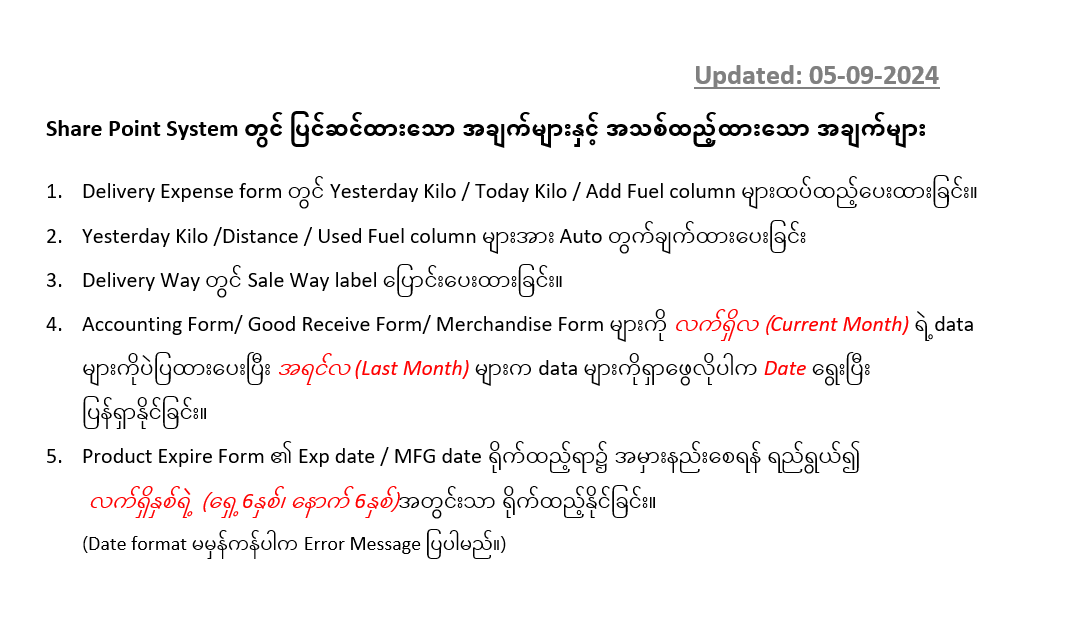 Updated: 05-09-2024
Share Point System တွင် ပြင်ဆင်ထားသော အချက်များနှင့် အသစ်ထည့်ထားသော အချက်များ
1. Delivery Expense form တွင် Yesterday Kilo / Today Kilo / Add Fuel column များထပ်ထည့်ပေးထားခြင်း။
2. Yesterday Kilo /Distance / Used Fuel column များအား Auto တွက်ချက်ထားပေးခြင်း
3. Delivery Way တွင် Sale Way label ပြောင်းပေးထားခြင်း။
4. Accounting Form/ Good Receive Form/ Merchandise Form များကို လက်ရှိလ (Current Month) ရဲ့ data
များကိုပဲပြထားပေးပြီး အရင်လ (Last Month) များက data များကိုရှာဖွေလိုပါက Date ရွေးပြီး
ပြန်ရှာနိုင်ခြင်း။
5. Product Expire Form ၏ Exp date / MFG date ရိုက်ထည့်ရာ၌ အမှားနည်းစေရန် ရည်ရွယ်၍
လက်ရှိနှစ်ရဲ့ (ရှေ့ 6နှစ်၊ နောက် 6နှစ်)အတွင်းသာ ရိုက်ထည့်နိုင်ခြင်း။
(Date format မမှန်ကန်ပါက Error Message ပြပါမည်။)